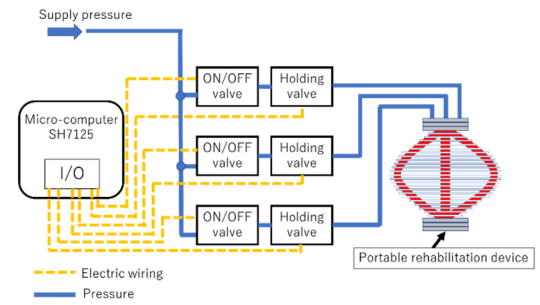 Supply pressure
ON/OFF
valve
Holding
valve
Micro-computer
SH7125
I/O
ON/OFF
valve
Holding
valve
ON/OFF
valve
Holding
valve
Portable rehabilitation device
Electric wiring
Pressure